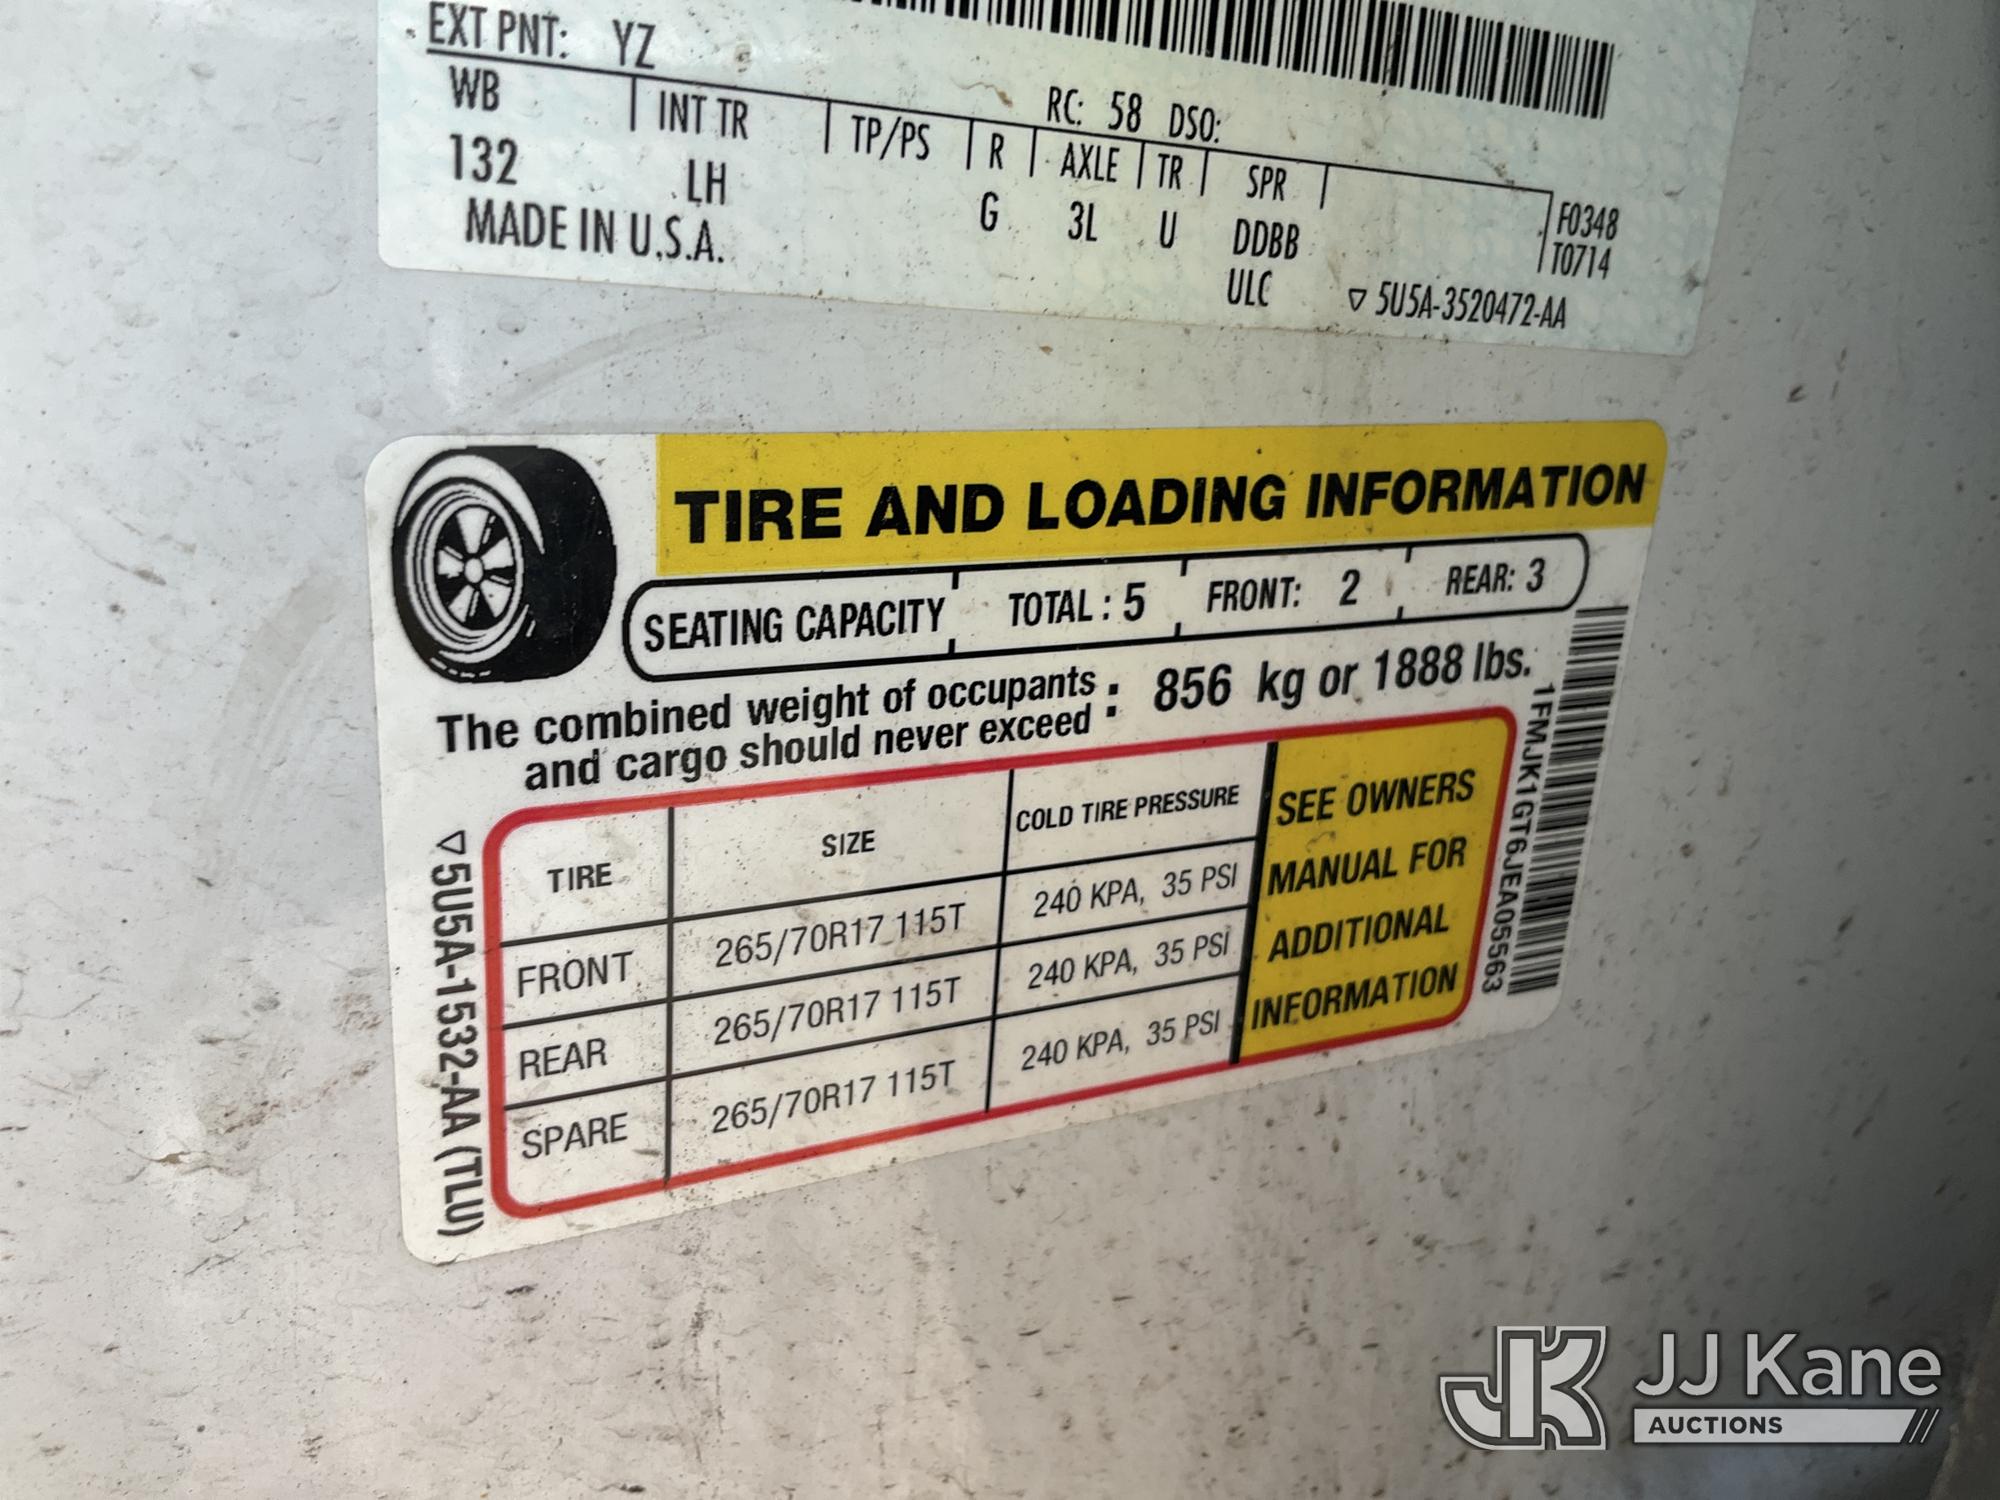 EXT PNT: YZ
RC: 58 DSO:
WB INT TR TP/PS R AXLE TR SPR
132 LH G 3L U DDBB
MADE IN U.S.A. ULC
F0348
T0714
5U5A-3520472-AA
TIRE AND LOADING INFORMATION
SEATING CAPACITY TOTAL : 5 FRONT: 2 REAR: 3
The combined weight of occupants
and cargo should never exceed : 856 kg or 1888 lbs.
TIRE SIZE COLD TIRE PRESSURE
FRONT 265/70R17 115T 240 KPA, 35 PSI
REAR 265/70R17 115T 240 KPA, 35 PSI
SPARE 265/70R17 115T 240 KPA, 35 PSI
SEE OWNERS
MANUAL FOR
ADDITIONAL
INFORMATION
1FMJK1GT6JEA05563
5U5A-1532-AA (TLU)
JK JJ Kane
AUCTIONS